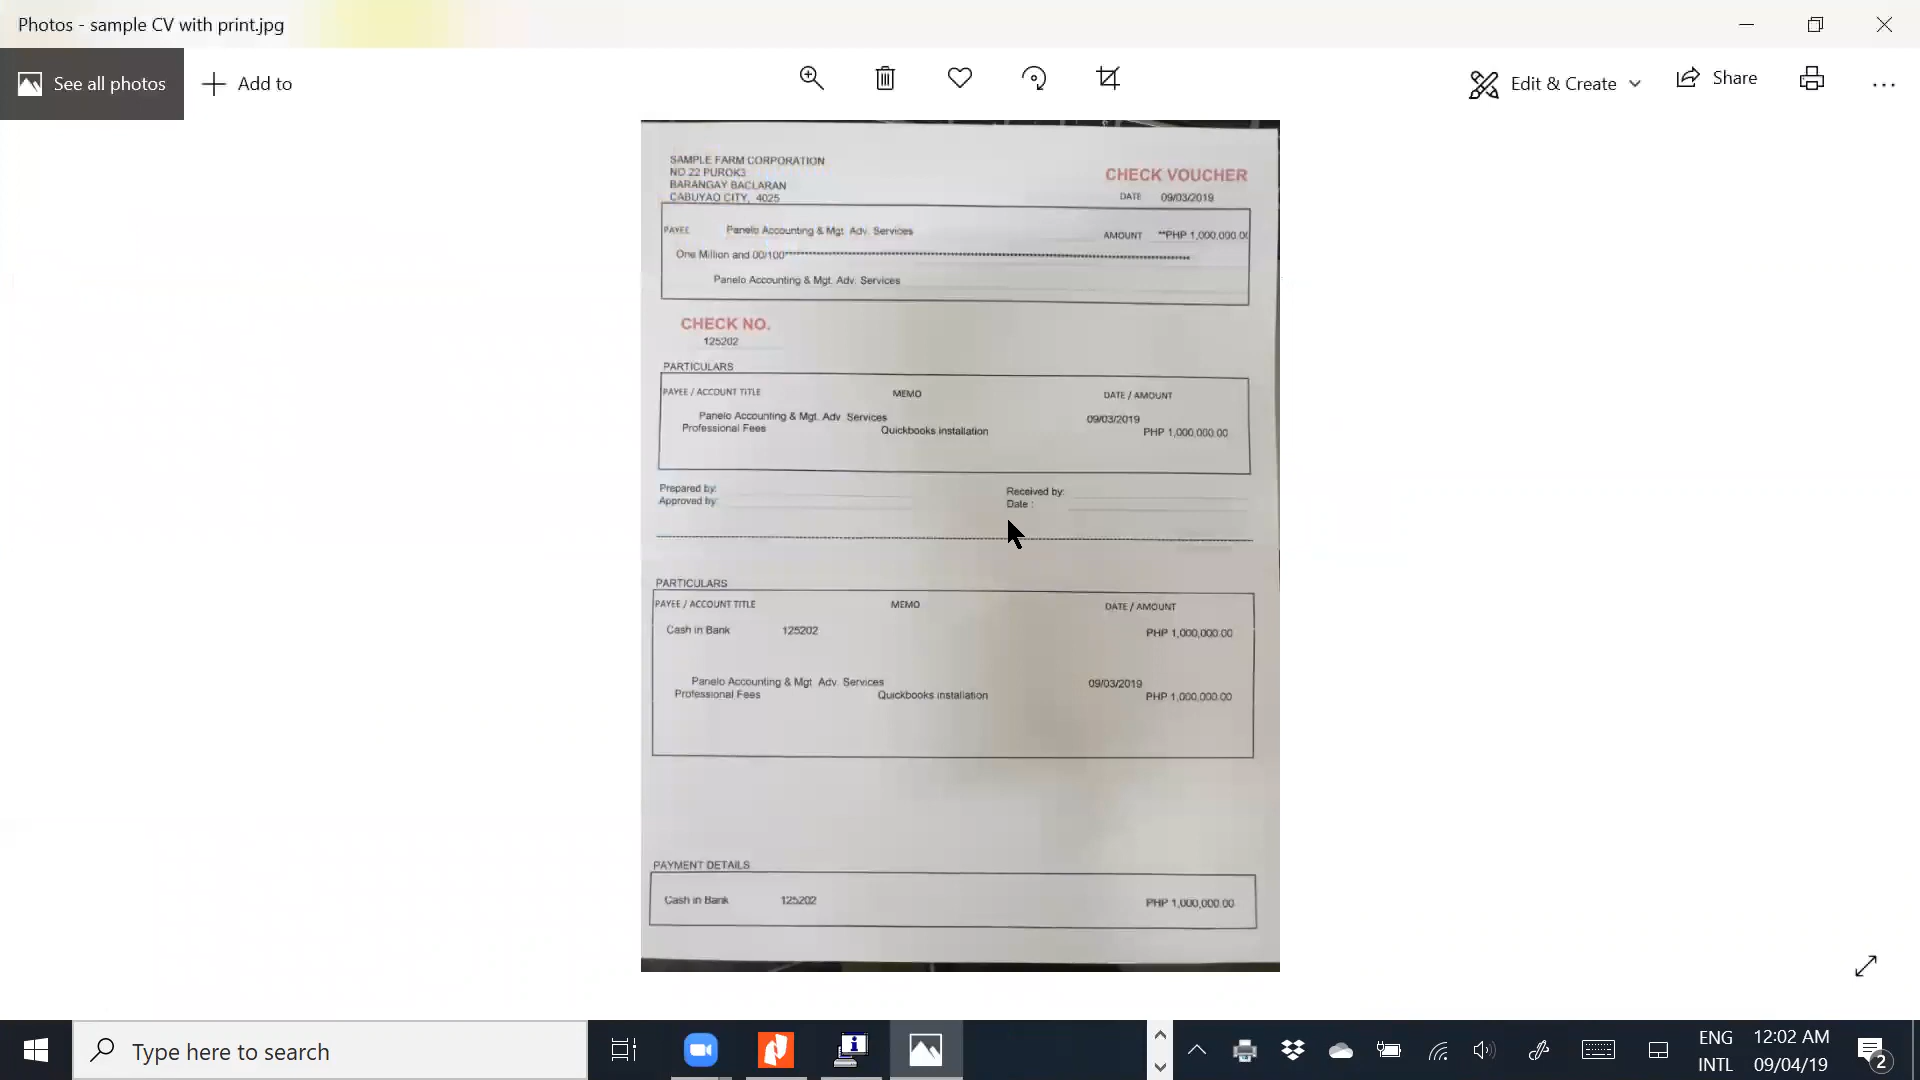 Photos - sample CV with print.jpg
See all photos
Add to
Edit & Create
Share
SAMPLE FARM CORPORATION
NO.22 PUROK3
BARANGAY BACLARAN
CABUYAO CITY, 4025
CHECK VOUCHER
DATE 09/03/2019
PAYEE Panelo Accounting & Mgt. Adv. Services
AMOUNT **PHP 1,000,000.00
One Million and 00/100
Panelo Accounting & Mgt. Adv. Services
CHECK NO.
125202
PARTICULARS
PAYEE / ACCOUNT TITLE MEMO DATE / AMOUNT
Panelo Accounting & Mgt. Adv. Services 09/03/2019
Professional Fees Quickbooks installation PHP 1,000,000.00
Prepared by: Received by:
Approved by: Date :
PARTICULARS
PAYEE / ACCOUNT TITLE MEMO DATE / AMOUNT
Cash in Bank 125202 PHP 1,000,000.00
Panelo Accounting & Mgt. Adv. Services 09/03/2019
Professional Fees Quickbooks installation PHP 1,000,000.00
PAYMENT DETAILS
Cash in Bank 125202 PHP 1,000,000.00
Type here to search
ENG 12:02 AM
INTL 09/04/19
2